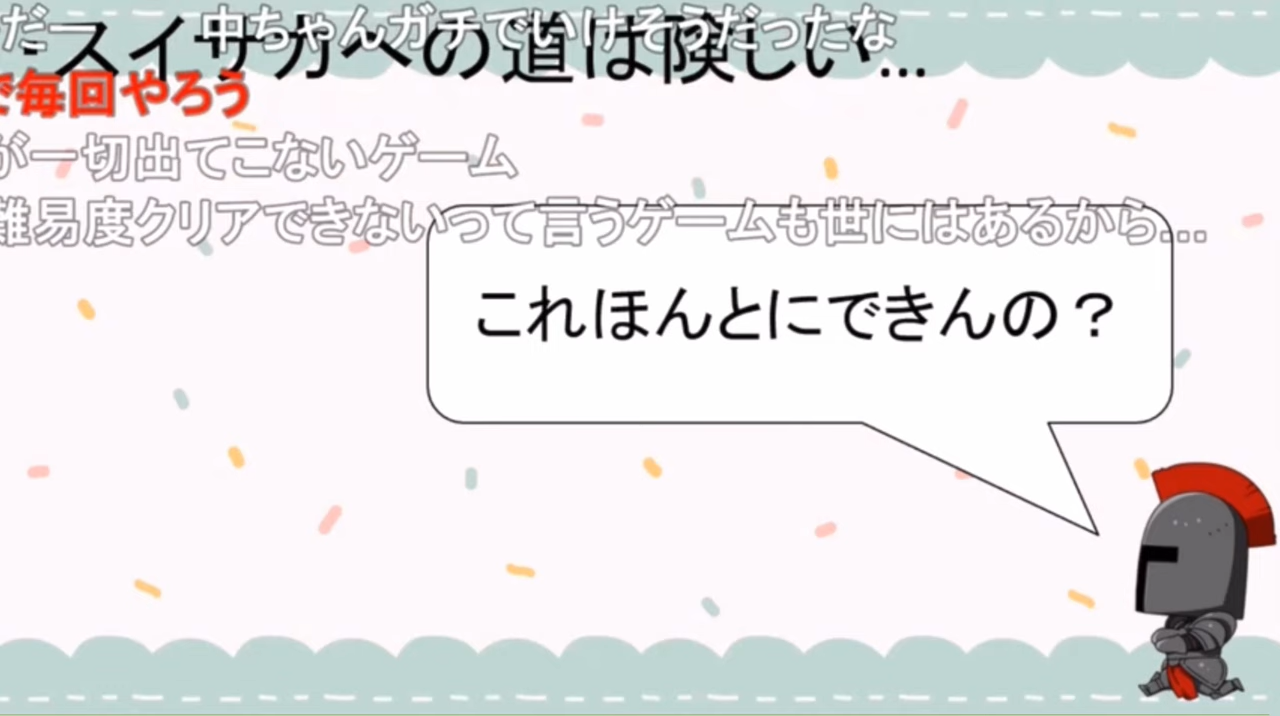 だー 中ちゃんガチでいけそうだったな
スイサカへの道は険しい...
で毎回やろう
が一切出てこないゲーム
難易度クリアできないって言うゲームも世にはあるから...
これほんとにできんの？